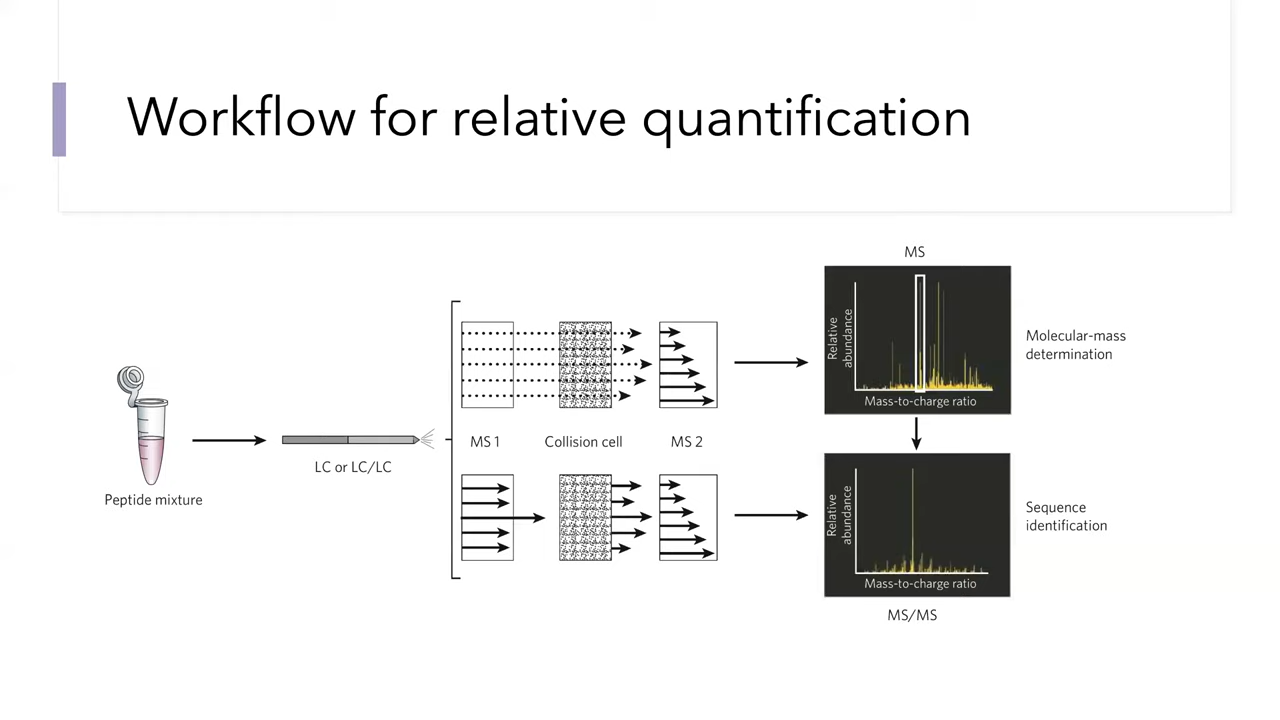 Workflow for relative quantification
Peptide mixture
LC or LC/LC
MS 1
Collision cell
MS 2
MS
Relative
abundance
Mass-to-charge ratio
Molecular-mass
determination
Relative
abundance
Mass-to-charge ratio
Sequence
identification
MS/MS